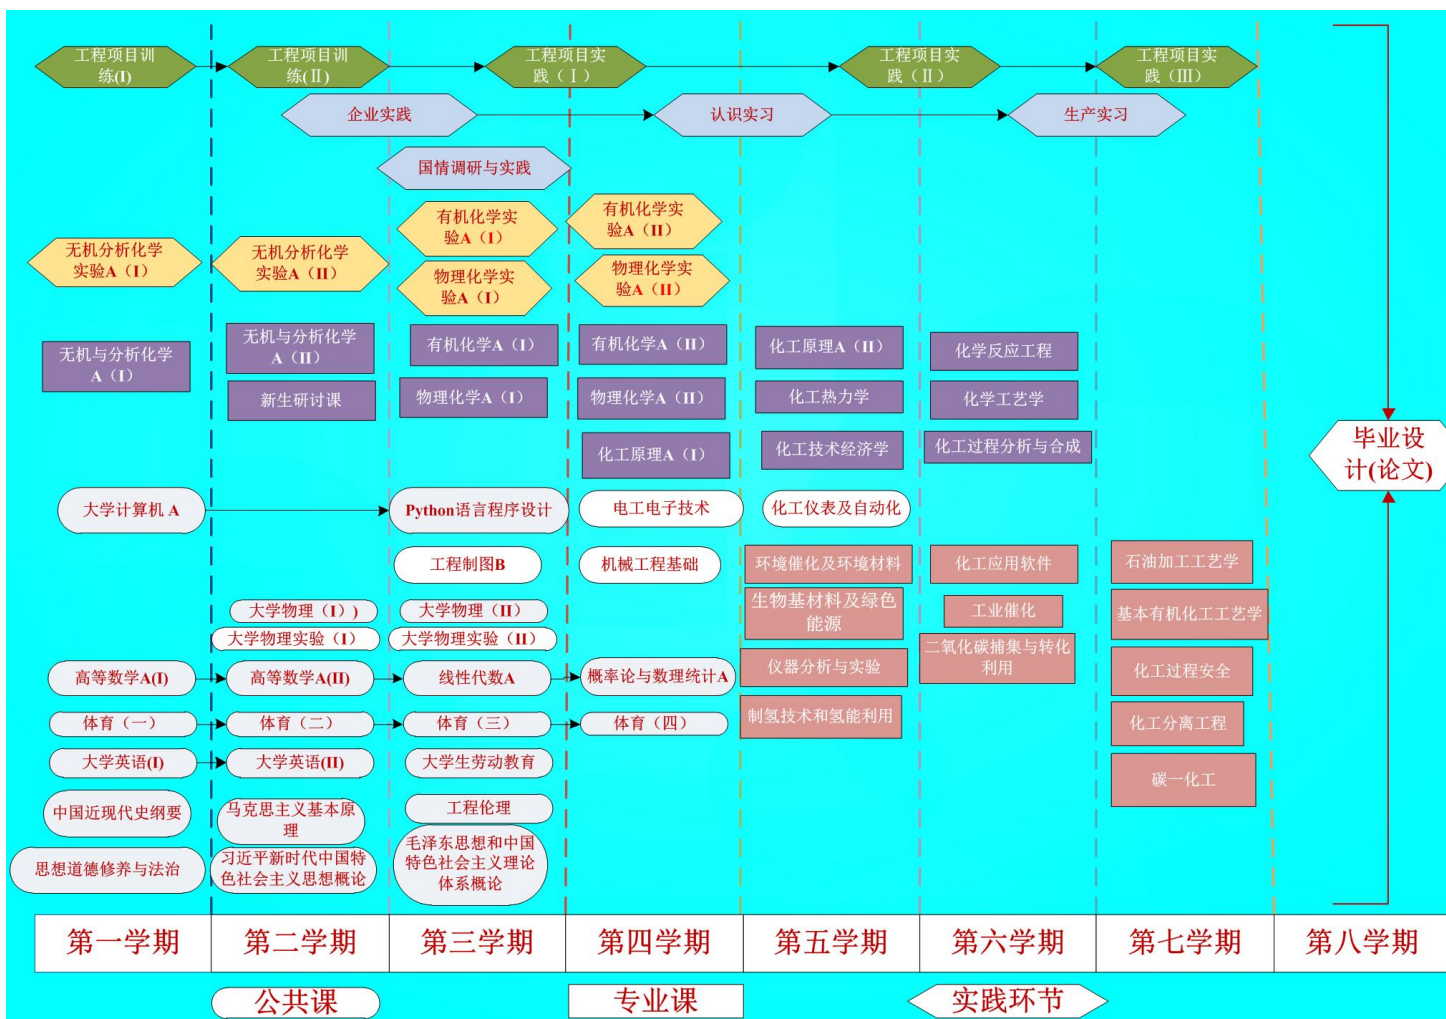 工程项目训
练(I)
工程项目训
练(Ⅱ)
工程项目实
践（Ⅰ）
工程项目实
践（Ⅱ）
工程项目实
践（III）
企业实践
认识实习
生产实习
国情调研与实践
无机分析化学
实验A（I）
无机分析化学
实验A（II）
有机化学实
验A（I）
有机化学实
验A（II）
物理化学实
验A（I）
物理化学实
验A（II）
无机与分析化学
A（I）
无机与分析化学
A（II）
有机化学A（I）
有机化学A（II）
化工原理A（II）
化学反应工程
新生研讨课
物理化学A（I）
物理化学A（II）
化工热力学
化学工艺学
化工原理A（I）
化工技术经济学
化工过程分析与合成
毕业设
计(论文)
大学计算机 A
Python语言程序设计
电工电子技术
化工仪表及自动化
工程制图B
机械工程基础
环境催化及环境材料
化工应用软件
石油加工工艺学
大学物理（I））
大学物理（II）
生物基材料及绿色
能源
工业催化
基本有机化工工艺学
大学物理实验（I）
大学物理实验（II）
高等数学A(I)
高等数学A(II)
线性代数A
概率论与数理统计A
仪器分析与实验
二氧化碳捕集与转化
利用
化工过程安全
体育（一）
体育（二）
体育（三）
体育（四）
制氢技术和氢能利用
化工分离工程
大学英语(I)
大学英语(II)
大学生劳动教育
碳一化工
中国近现代史纲要
马克思主义基本原
理
工程伦理
思想道德修养与法治
习近平新时代中国特
色社会主义思想概论
毛泽东思想和中国
特色社会主义理论
体系概论
第一学期
第二学期
第三学期
第四学期
第五学期
第六学期
第七学期
第八学期
公共课
专业课
实践环节